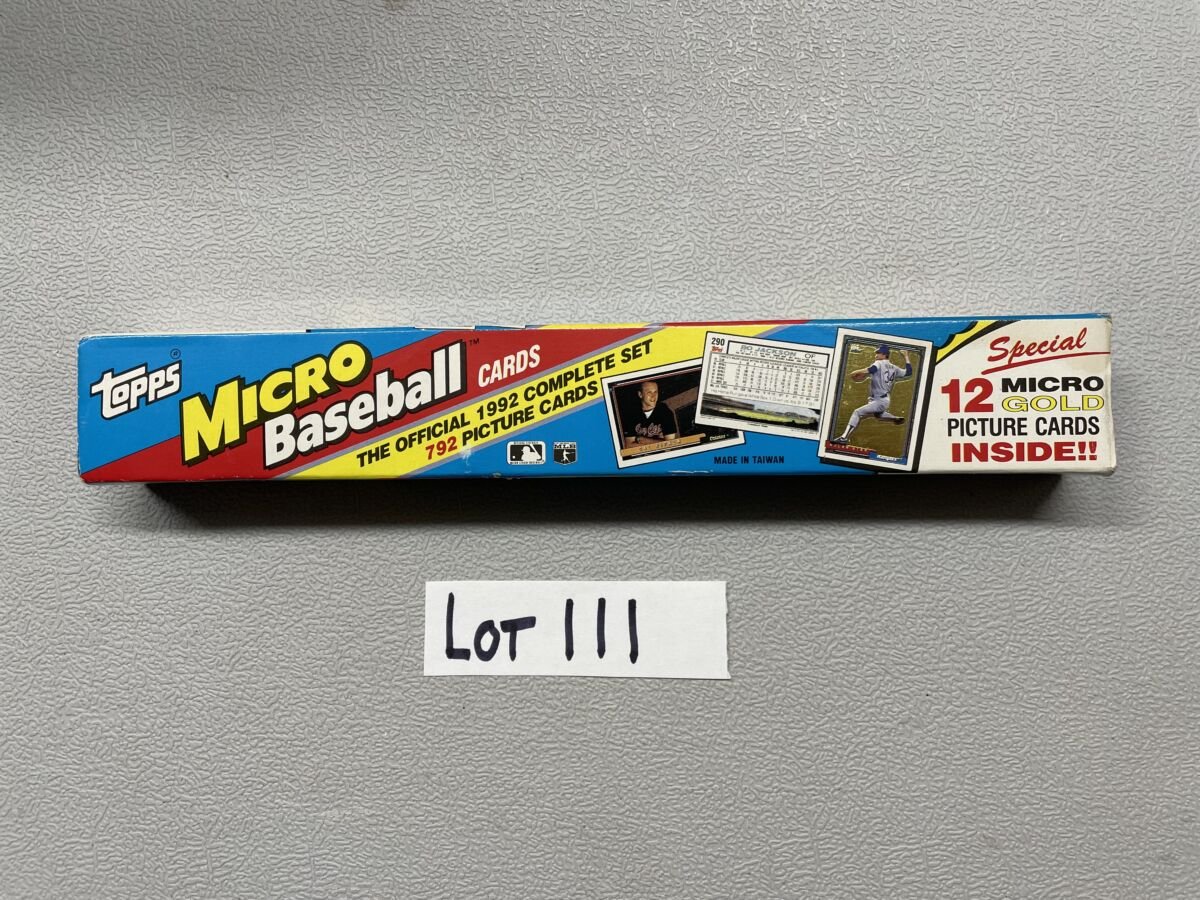 TOPPS®
MICRO
Baseball™
CARDS
THE OFFICIAL 1992 COMPLETE SET
792 PICTURE CARDS
290
BO JACKSON OF
MADE IN TAIWAN
Special
12 MICRO
GOLD
PICTURE CARDS
INSIDE!!
LOT 111